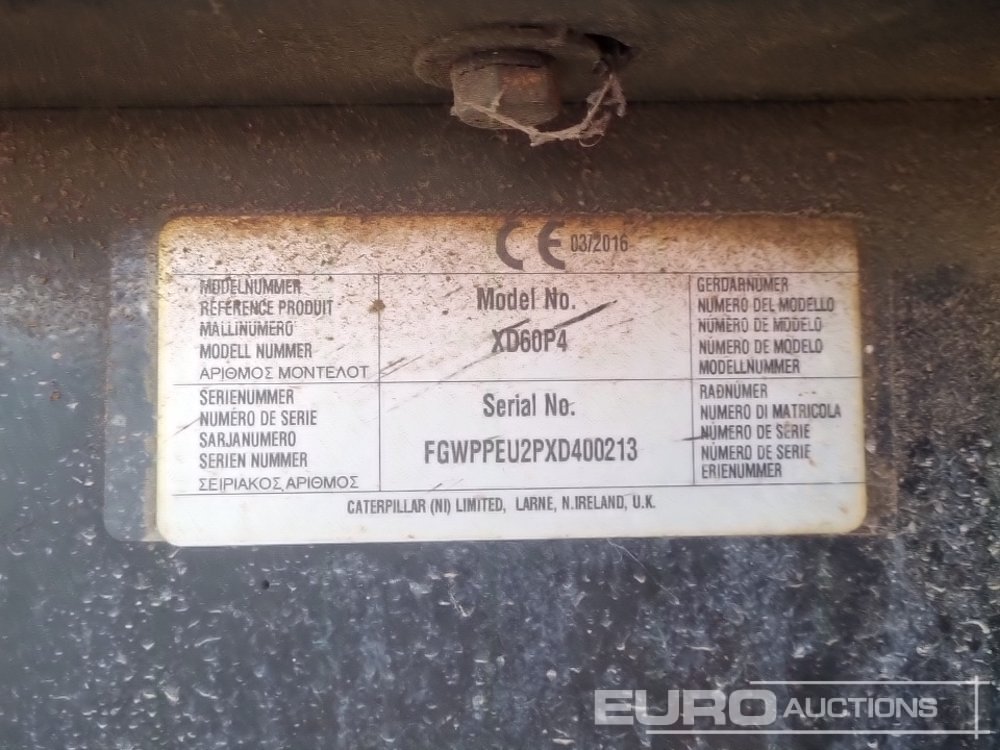 CE 03/2016
MODELNUMMER
REFERENCE PRODUIT
MALLINUMERO
MODELL NUMMER
ΑΡΙΘΜΟΣ ΜΟΝΤΕΛΟΤ
Model No.
XD60P4
GERDARNUMER
NUMERO DEL MODELLO
NÚMERO DE MODELO
NÚMERO DE MODELO
MODELLNUMMER
SERIENUMMER
NUMÉRO DE SERIE
SARJANUMERO
SERIEN NUMMER
ΣΕΙΡΙΑΚΟΣ ΑΡΙΘΜΟΣ
Serial No.
FGWPPEU2PXD400213
RAÐNÚMER
NUMERO DI MATRICOLA
NÚMERO DE SERIE
NÚMERO DE SERIE
ERIENUMMER
CATERPILLAR (NI) LIMITED, LARNE, N.IRELAND, U.K.
EURO AUCTIONS